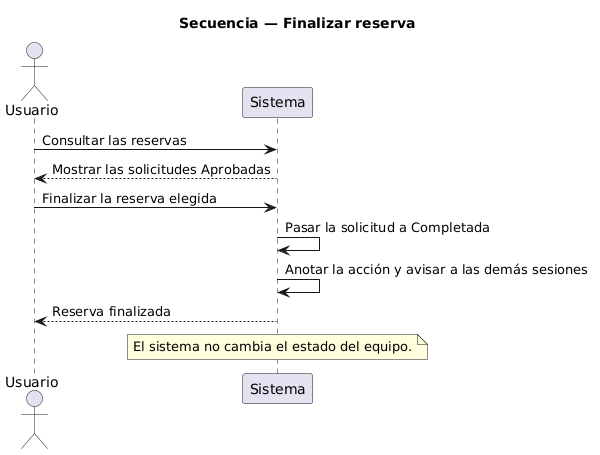 Secuencia — Finalizar reserva
Usuario
Sistema
Consultar las reservas
Mostrar las solicitudes Aprobadas
Finalizar la reserva elegida
Pasar la solicitud a Completada
Anotar la acción y avisar a las demás sesiones
Reserva finalizada
El sistema no cambia el estado del equipo.
Usuario
Sistema